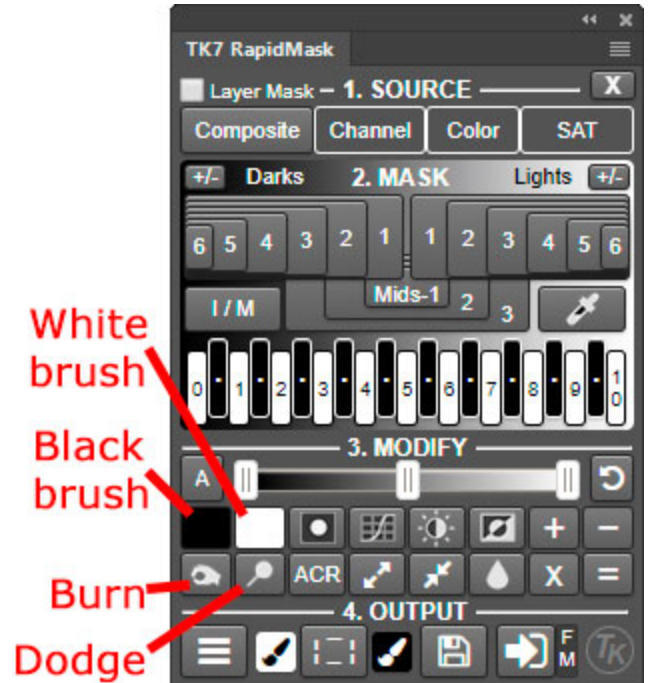 TK7 RapidMask
Layer Mask
1. SOURCE
X
Composite
Channel
Color
SAT
+/-
Darks
2. MASK
Lights
+/-
6 5 4 3 2 1 1 2 3 4 5 6
I / M
Mids-1 2 3
0 1 2 3 4 5 6 7 8 9 10
White
brush
3. MODIFY
A
Black
brush
+ −
Burn
ACR
X =
4. OUTPUT
Dodge
F
M
TK